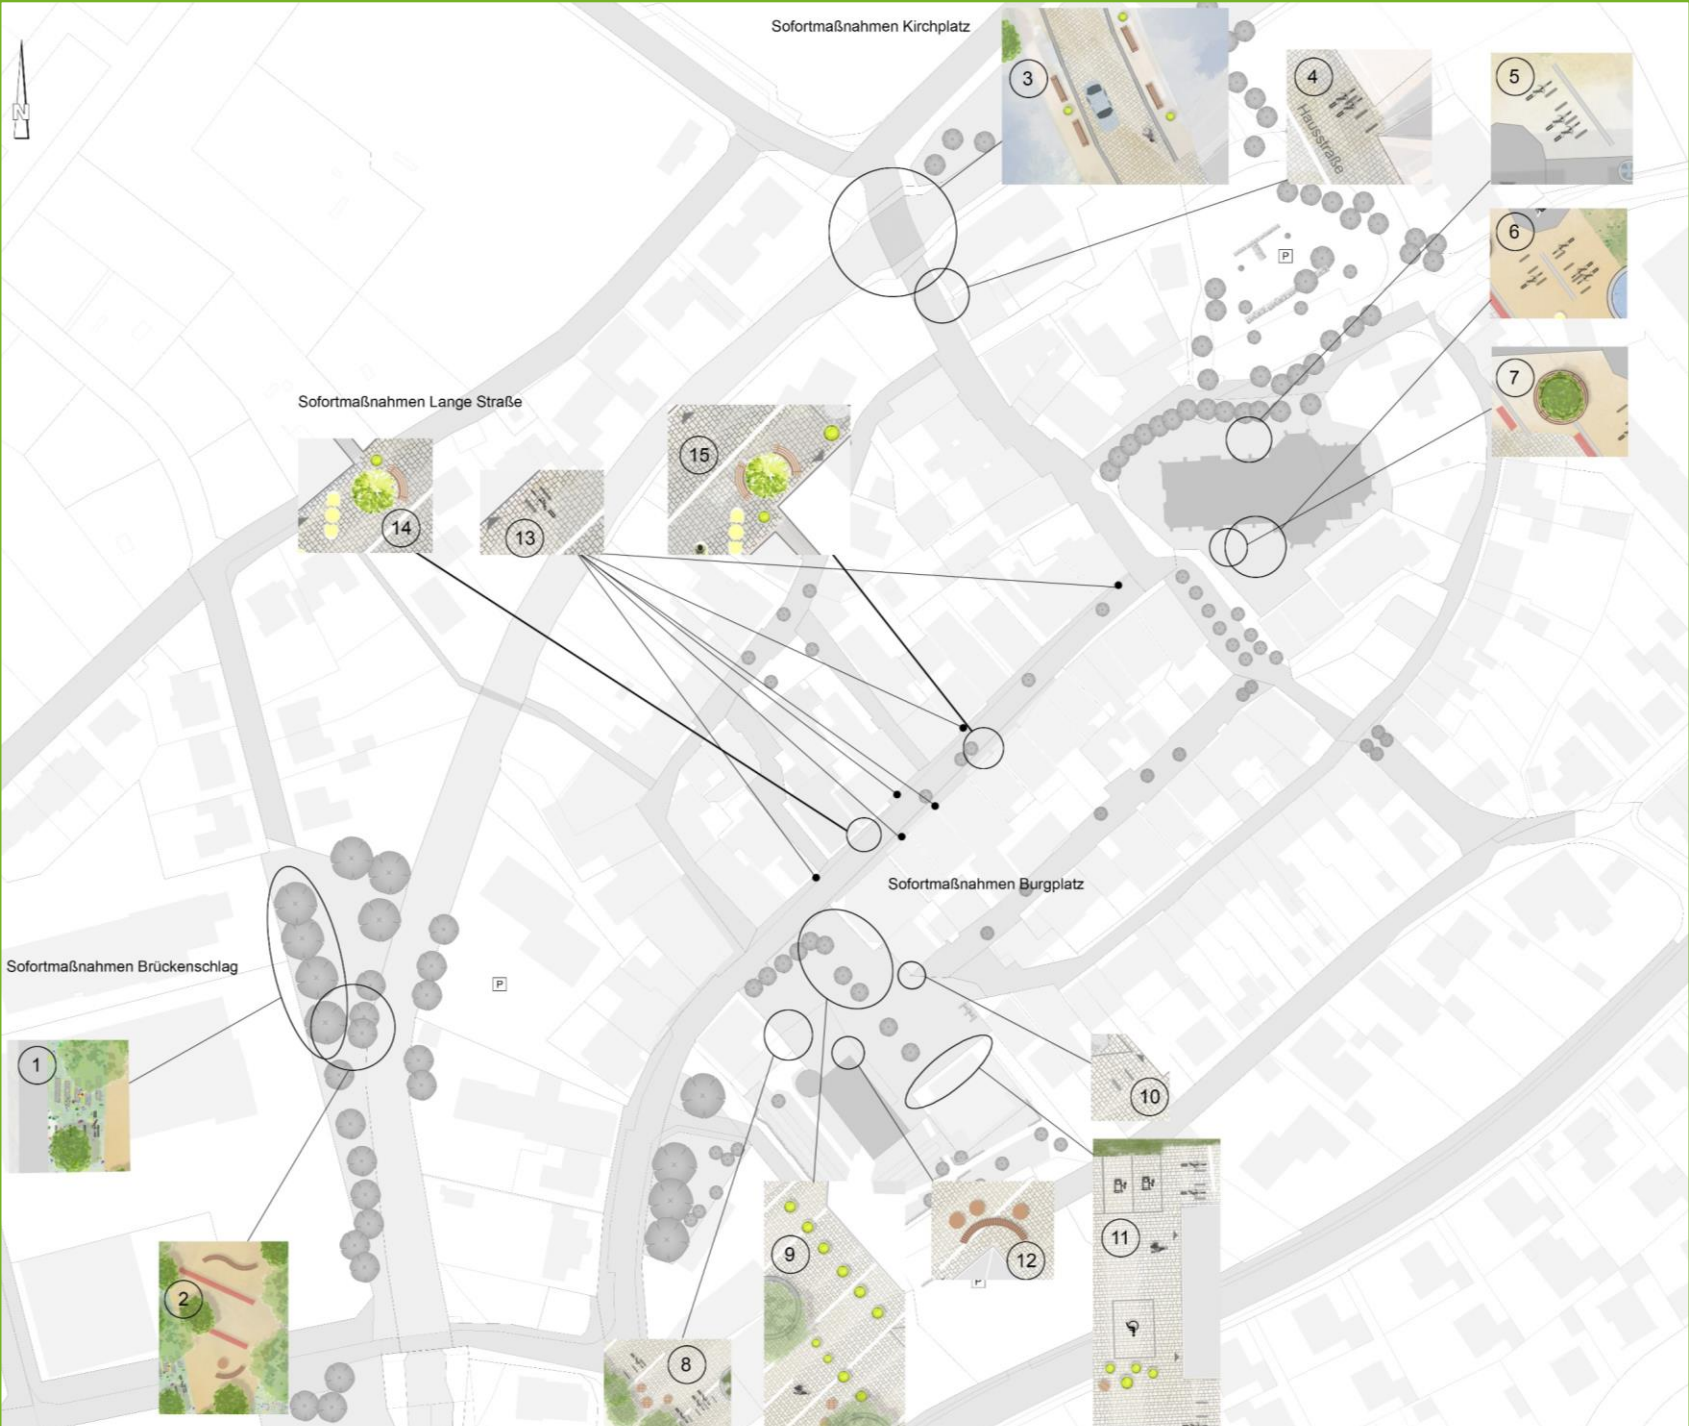 Sofortmaßnahmen Kirchplatz
N
3
4
Hausstraße
5
6
7
P
Sofortmaßnahmen Lange Straße
14
13
15
Sofortmaßnahmen Burgplatz
Sofortmaßnahmen Brückenschlag
P
1
2
8
9
12
P
10
11